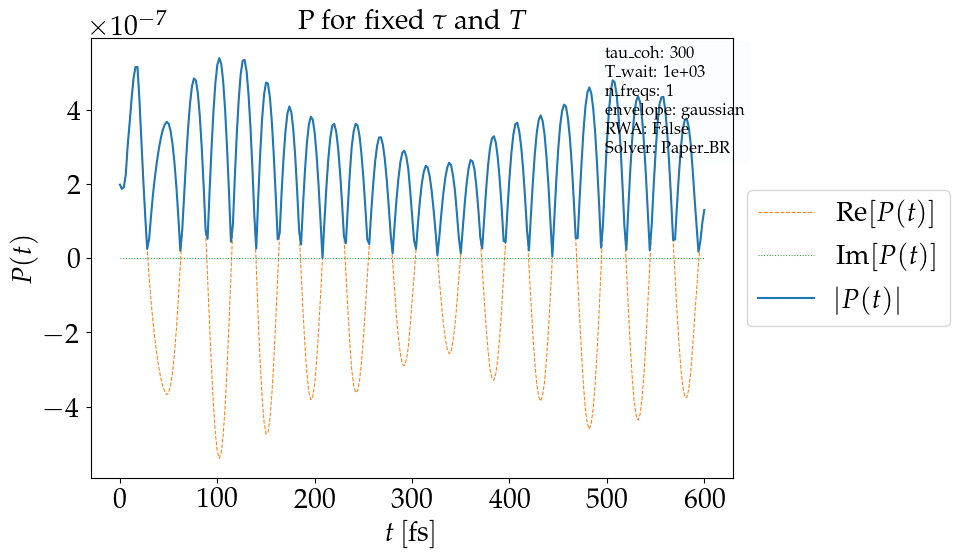 ×10⁻⁷
P for fixed τ and T
tau_coh: 300
T_wait: 1e+03
n_freqs: 1
envelope: gaussian
RWA: False
Solver: Paper_BR
4
2
0
−2
−4
P(t)
0
100
200
300
400
500
600
t [fs]
Re[P(t)]
Im[P(t)]
|P(t)|